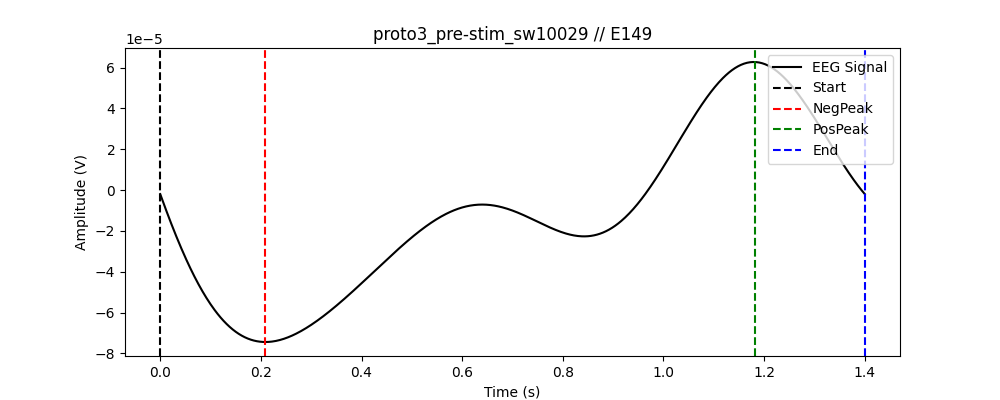 proto3_pre-stim_sw10029 // E149
1e−5
6
4
2
0
−2
−4
−6
−8
Amplitude (V)
0.0 0.2 0.4 0.6 0.8 1.0 1.2 1.4
Time (s)
EEG Signal
Start
NegPeak
PosPeak
End